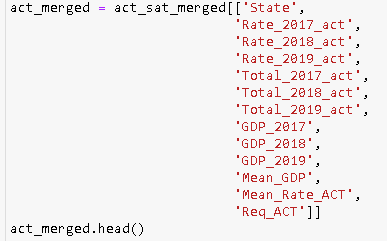 act_merged = act_sat_merged[['State',
'Rate_2017_act',
'Rate_2018_act',
'Rate_2019_act',
'Total_2017_act',
'Total_2018_act',
'Total_2019_act',
'GDP_2017',
'GDP_2018',
'GDP_2019',
'Mean_GDP',
'Mean_Rate_ACT',
'Req_ACT']]
act_merged.head()